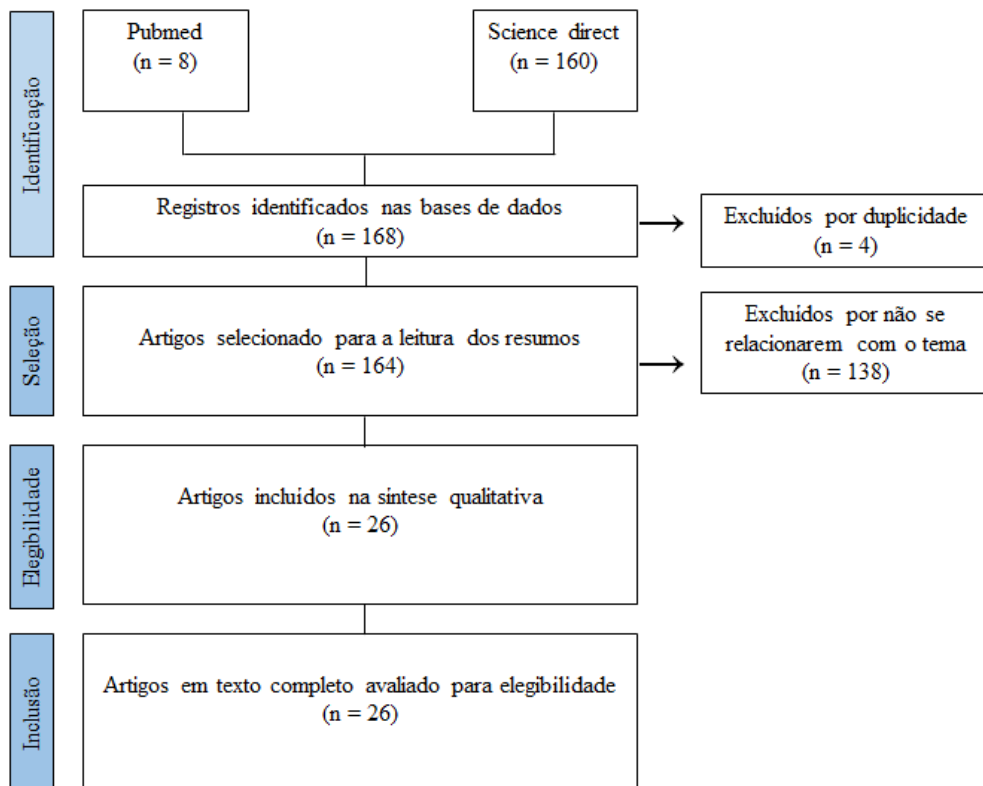 Identificação
Pubmed
(n = 8)
Science direct
(n = 160)
Registros identificados nas bases de dados
(n = 168)
Excluídos por duplicidade
(n = 4)
Seleção
Artigos selecionado para a leitura dos resumos
(n = 164)
Excluídos por não se
relacionarem com o tema
(n = 138)
Elegibilidade
Artigos incluídos na síntese qualitativa
(n = 26)
Inclusão
Artigos em texto completo avaliado para elegibilidade
(n = 26)